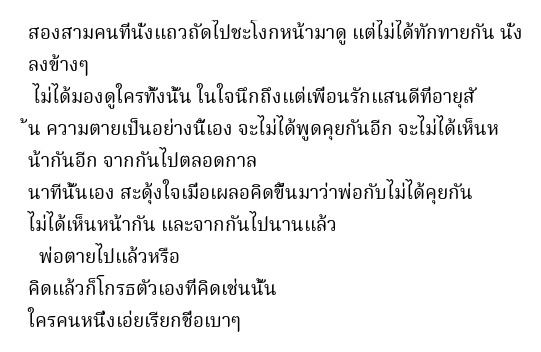 สองสามคนที่นั่งแถวถัดไปชะโงกหน้ามาดู แต่ไม่ได้ทักทายกัน นั่ง
ลงข้างๆ
ไม่ได้มองดูใครทั้งนั้น ในใจนึกถึงแต่เพื่อนรักแสนดีที่อายุสั
้น ความตายเป็นอย่างนี้เอง จะไม่ได้พูดคุยกันอีก จะไม่ได้เห็นห
น้ากันอีก จากกันไปตลอดกาล
นาทีนั้นเอง สะดุ้งใจเมื่อเผลอคิดขึ้นมาว่าพ่อกับไม่ได้คุยกัน
ไม่ได้เห็นหน้ากัน และจากกันไปนานแล้ว
พ่อตายไปแล้วหรือ
คิดแล้วก็โกรธตัวเองที่คิดเช่นนั้น
ใครคนหนึ่งเอ่ยเรียกชื่อเบาๆ